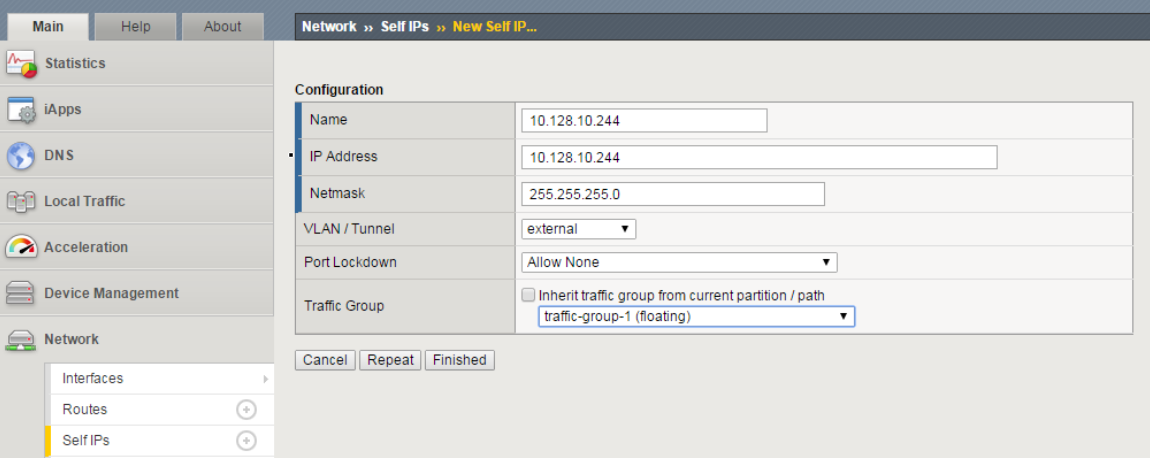 Main Help About
Network ›› Self IPs ›› New Self IP...
Statistics
iApps
DNS
Local Traffic
Acceleration
Device Management
Network
Interfaces
Routes
Self IPs
Configuration
Name 10.128.10.244
IP Address 10.128.10.244
Netmask 255.255.255.0
VLAN / Tunnel external
Port Lockdown Allow None
Traffic Group Inherit traffic group from current partition / path
traffic-group-1 (floating)
Cancel Repeat Finished